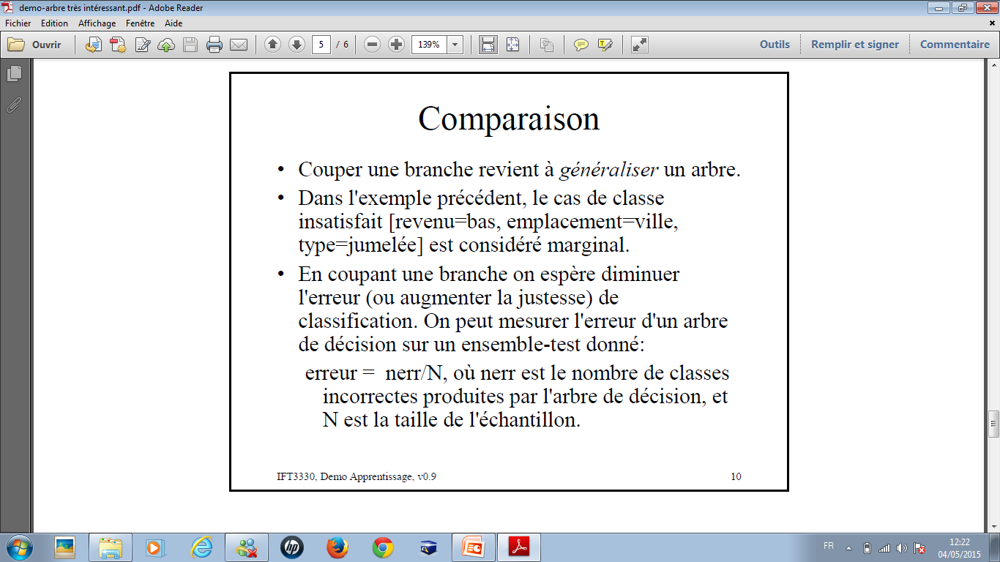 demo-arbre très intéressant.pdf - Adobe Reader
Fichier Edition Affichage Fenêtre Aide
Ouvrir 5 / 6 139% Outils Remplir et signer Commentaire
Comparaison
• Couper une branche revient à généraliser un arbre.
• Dans l'exemple précédent, le cas de classe
insatisfait [revenu=bas, emplacement=ville,
type=jumelée] est considéré marginal.
• En coupant une branche on espère diminuer
l'erreur (ou augmenter la justesse) de
classification. On peut mesurer l'erreur d'un arbre
de décision sur un ensemble-test donné:
erreur = nerr/N, où nerr est le nombre de classes
incorrectes produites par l'arbre de décision, et
N est la taille de l'échantillon.
IFT3330, Demo Apprentissage, v0.9 10
hp
FR 12:22
04/05/2015